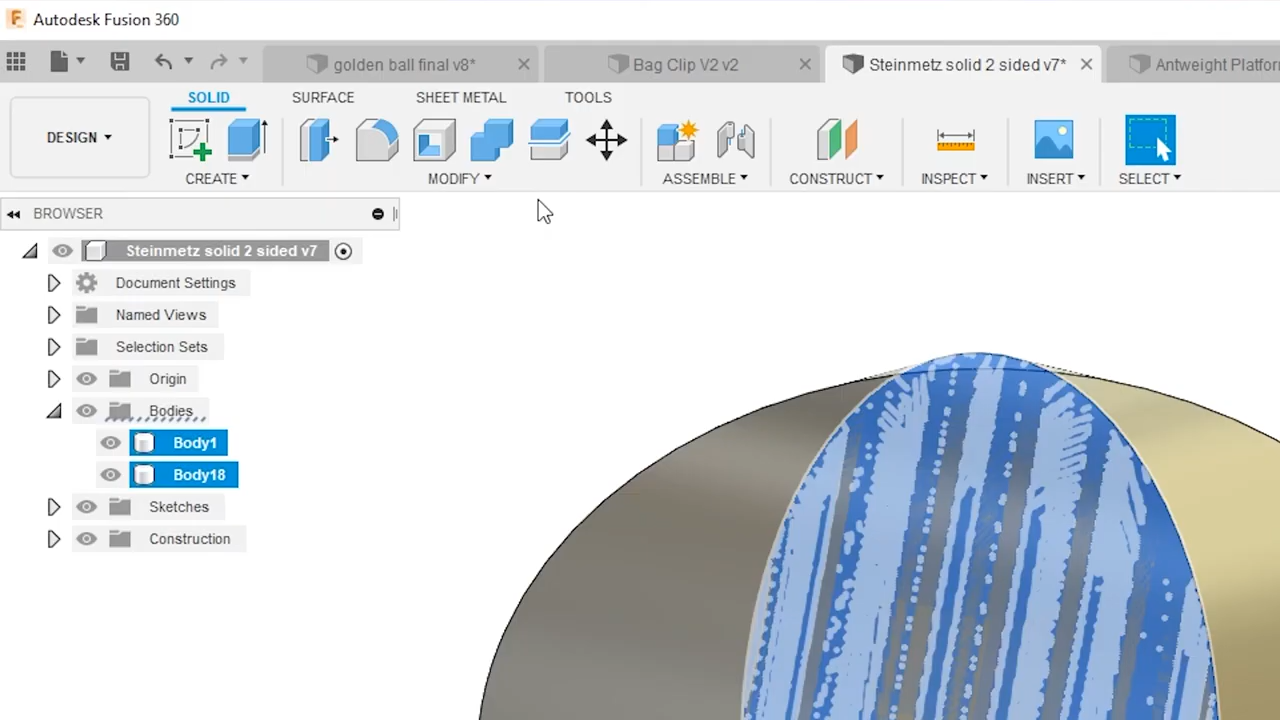 Autodesk Fusion 360
golden ball final v8*
Bag Clip V2 v2
Steinmetz solid 2 sided v7*
Antweight Platfor
SOLID
SURFACE
SHEET METAL
TOOLS
DESIGN
CREATE
MODIFY
ASSEMBLE
CONSTRUCT
INSPECT
INSERT
SELECT
BROWSER
Steinmetz solid 2 sided v7
Document Settings
Named Views
Selection Sets
Origin
Bodies
Body1
Body18
Sketches
Construction